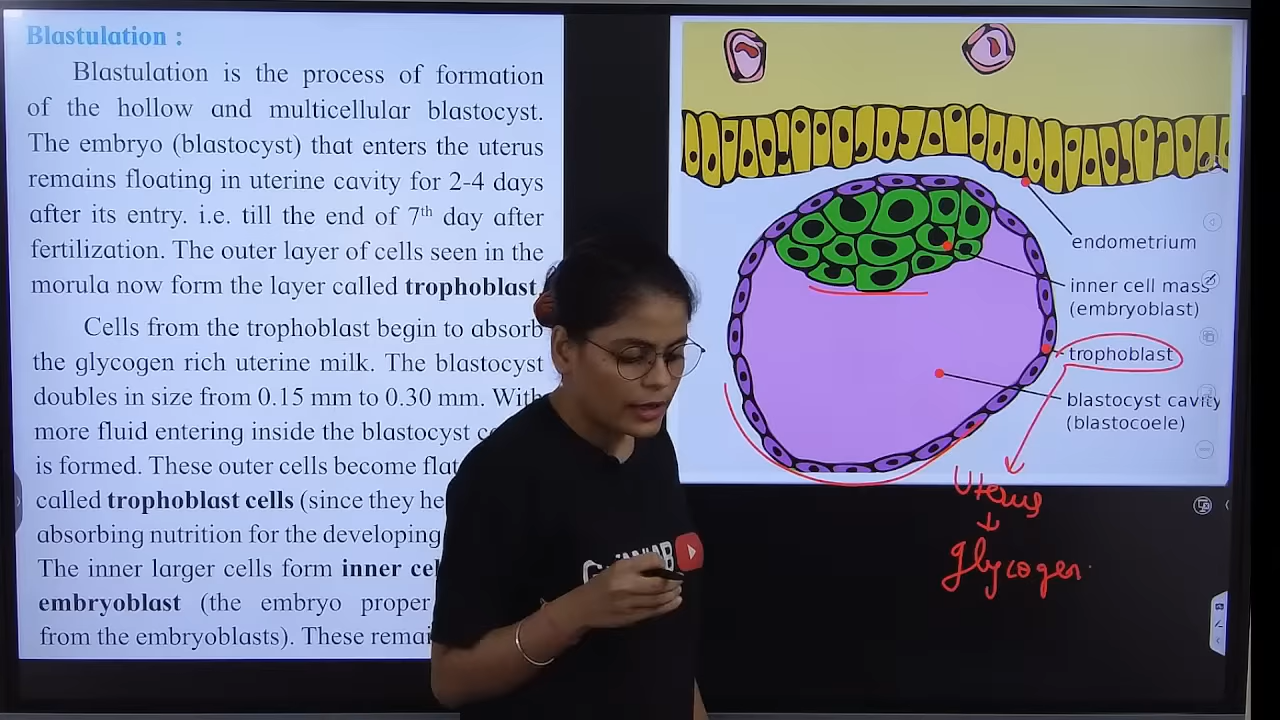 Blastulation :
Blastulation is the process of formation
of the hollow and multicellular blastocyst.
The embryo (blastocyst) that enters the uterus
remains floating in uterine cavity for 2-4 days
after its entry. i.e. till the end of 7th day after
fertilization. The outer layer of cells seen in the
morula now form the layer called trophoblast
Cells from the trophoblast begin to absorb
the glycogen rich uterine milk. The blastocyst
doubles in size from 0.15 mm to 0.30 mm. With
more fluid entering inside the blastocyst
is formed. These outer cells become
called trophoblast cells (since they
absorbing nutrition for the developing
The inner larger cells form inner
embryoblast (the embryo proper
from the embryoblasts). These
endometrium
inner cell mass
(embryoblast)
trophoblast
blastocyst cavity
(blastocoele)
uterus
glycogen